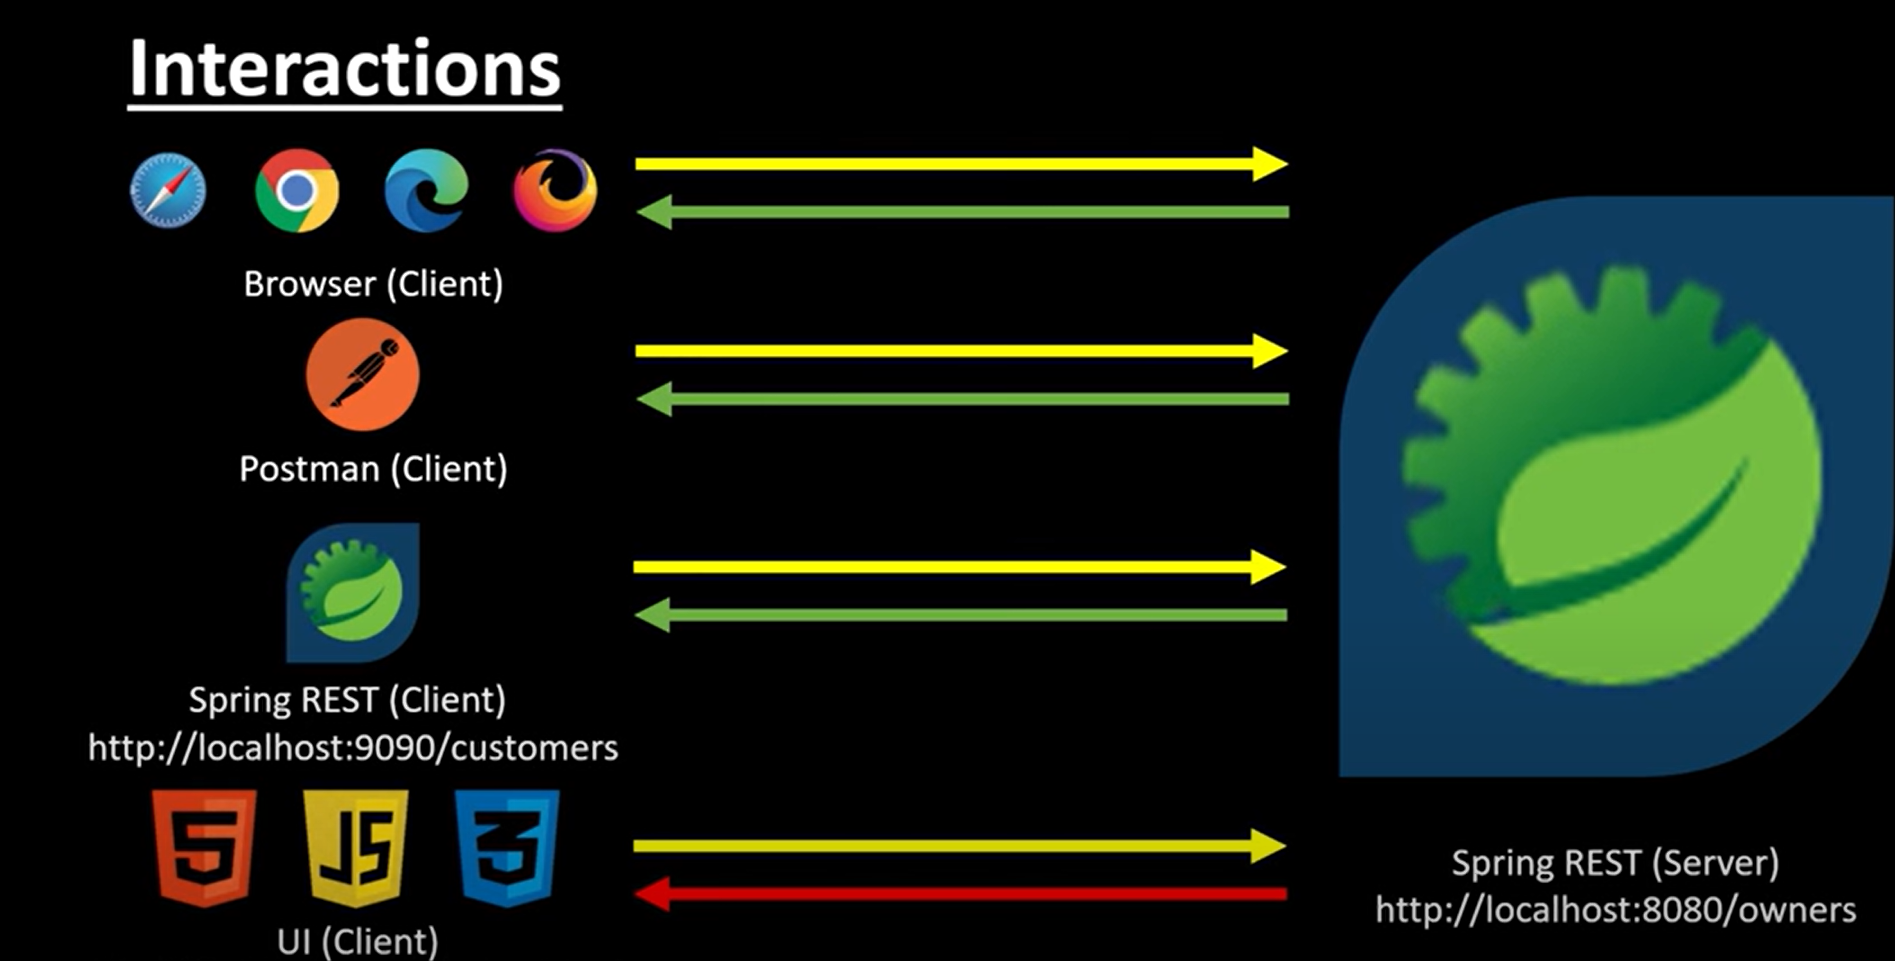 Interactions
Browser (Client)
Postman (Client)
Spring REST (Client)
http://localhost:9090/customers
5
JS
3
UI (Client)
Spring REST (Server)
http://localhost:8080/owners